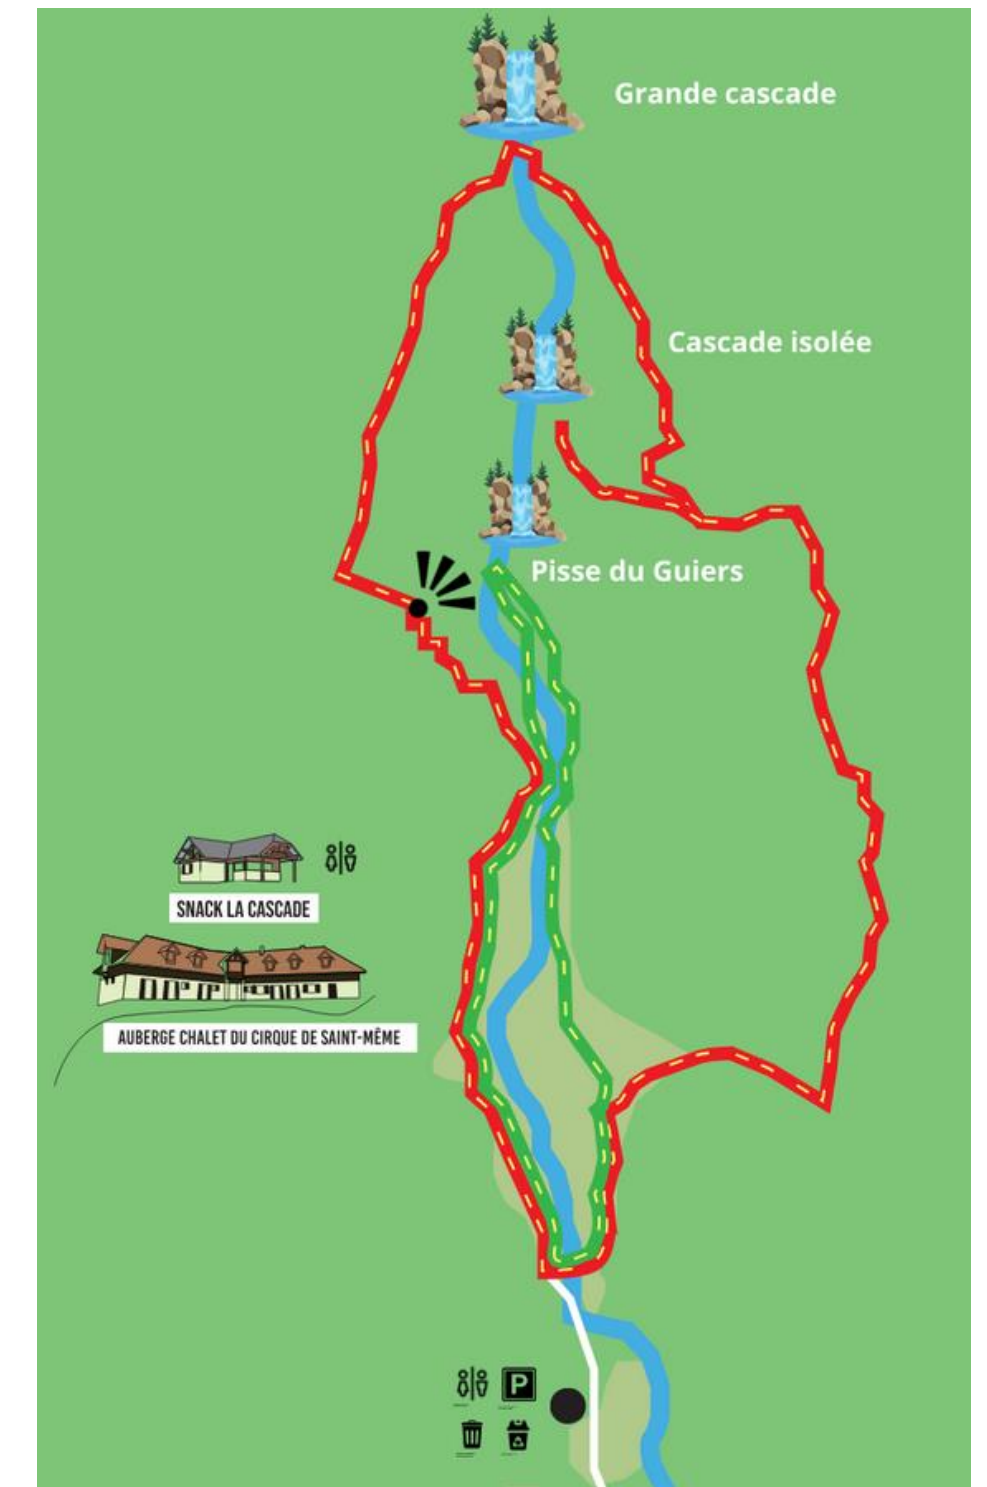 Grande cascade
Cascade isolée
Pisse du Guiers
SNACK LA CASCADE
AUBERGE CHALET DU CIRQUE DE SAINT-MÊME
P